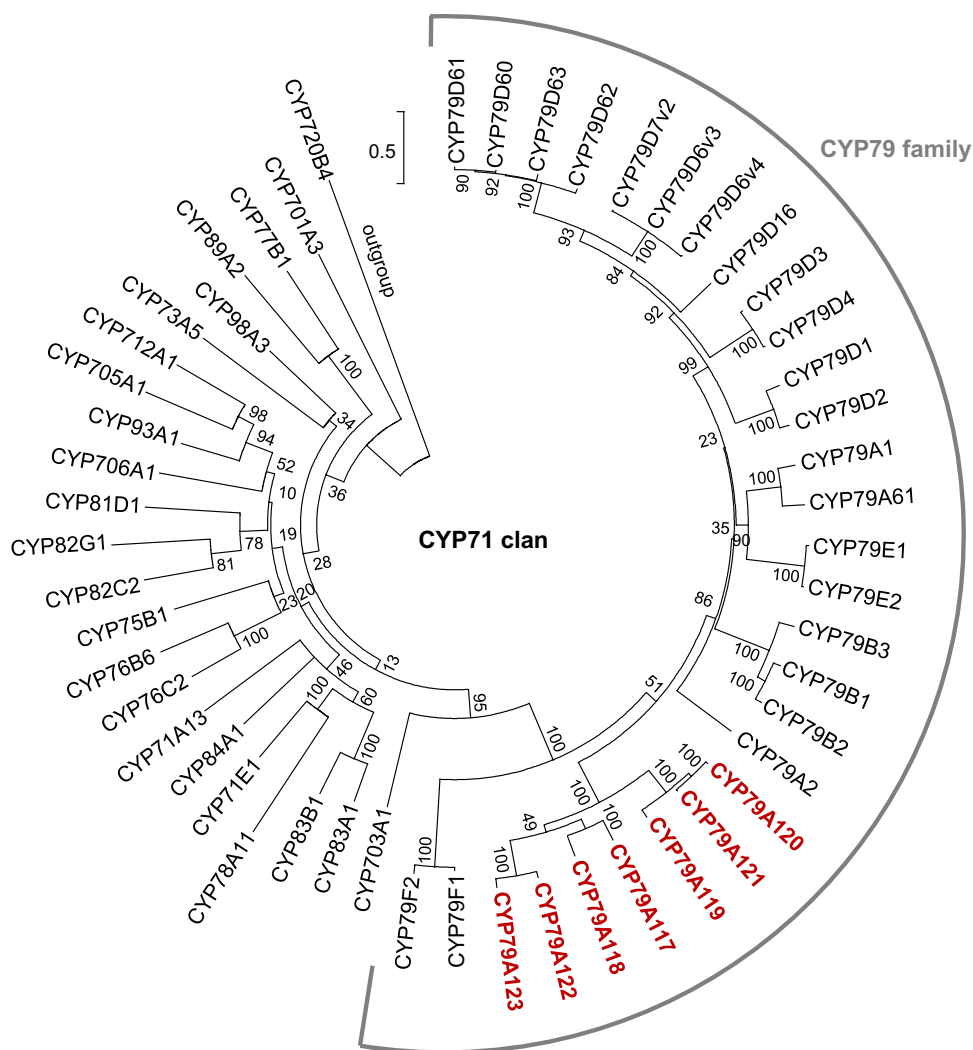 CYP79D61
CYP79D60
CYP79D63
CYP79D62
CYP79D7v2
CYP79D6v3
CYP79D6v4
CYP79D16
CYP79D3
CYP79D4
CYP79D1
CYP79D2
CYP79A1
CYP79A61
CYP79E1
CYP79E2
CYP79B3
CYP79B1
CYP79B2
CYP79A2
CYP79A120
CYP79A121
CYP79A119
CYP79A117
CYP79A118
CYP79A122
CYP79A123
CYP79F1
CYP79F2
CYP703A1
CYP83A1
CYP83B1
CYP78A11
CYP71E1
CYP84A1
CYP71A13
CYP76C2
CYP76B6
CYP75B1
CYP82C2
CYP82G1
CYP81D1
CYP706A1
CYP93A1
CYP705A1
CYP712A1
CYP73A5
CYP98A3
CYP89A2
CYP77B1
CYP701A3
CYP720B4
outgroup
0.5
CYP79 family
CYP71 clan
90
92
100
93
100
84
92
100
99
100
23
100
35
90
100
86
100
100
51
100
100
100
100
49
100
100
100
95
13
60
100
100
46
20
23
100
19
78
81
10
52
94
98
28
34
36
100